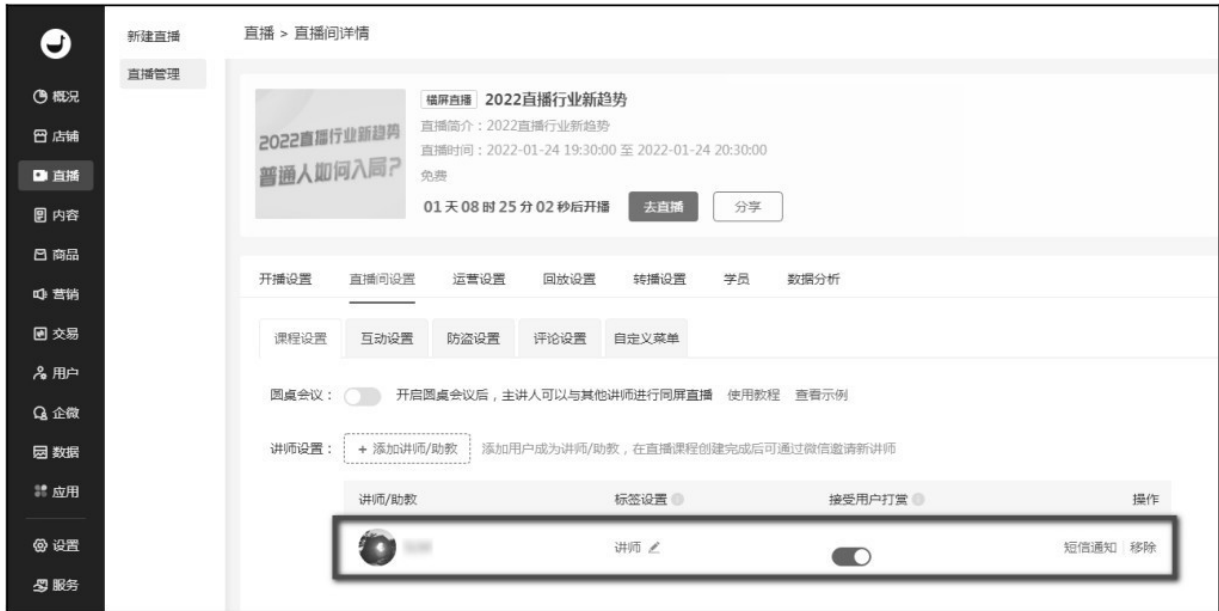 新建直播
直播管理
概况
店铺
直播
内容
商品
营销
交易
用户
企微
数据
应用
设置
服务
直播 > 直播间详情
2022直播行业新趋势
普通人如何入局?
横屏直播 2022直播行业新趋势
直播简介：2022直播行业新趋势
直播时间：2022-01-24 19:30:00 至 2022-01-24 20:30:00
免费
01 天 08 时 25 分 02 秒后开播 去直播 分享
开播设置 直播间设置 运营设置 回放设置 转播设置 学员 数据分析
课程设置 互动设置 防盗设置 评论设置 自定义菜单
圆桌会议： 开启圆桌会议后，主讲人可以与其他讲师进行同屏直播 使用教程 查看示例
讲师设置： + 添加讲师/助教 添加用户成为讲师/助教，在直播课程创建完成后可通过微信邀请新讲师
讲师/助教 标签设置 接受用户打赏 操作
讲师 短信通知 移除